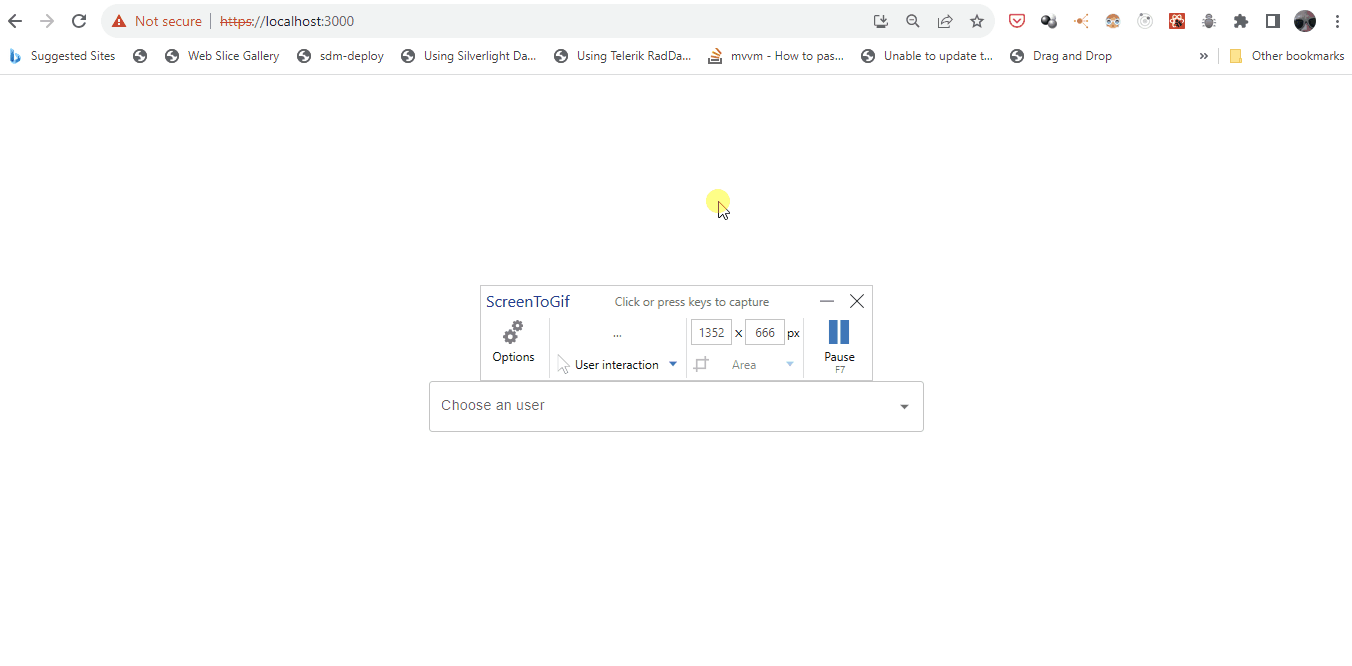 Not secure https://localhost:3000
Suggested Sites Web Slice Gallery sdm-deploy Using Silverlight Da... Using Telerik RadDa... mvvm - How to pas... Unable to update t... Drag and Drop » Other bookmarks
ScreenToGif Click or press keys to capture
... 1352 x 666 px
Options User interaction Area Pause
F7
Choose an user